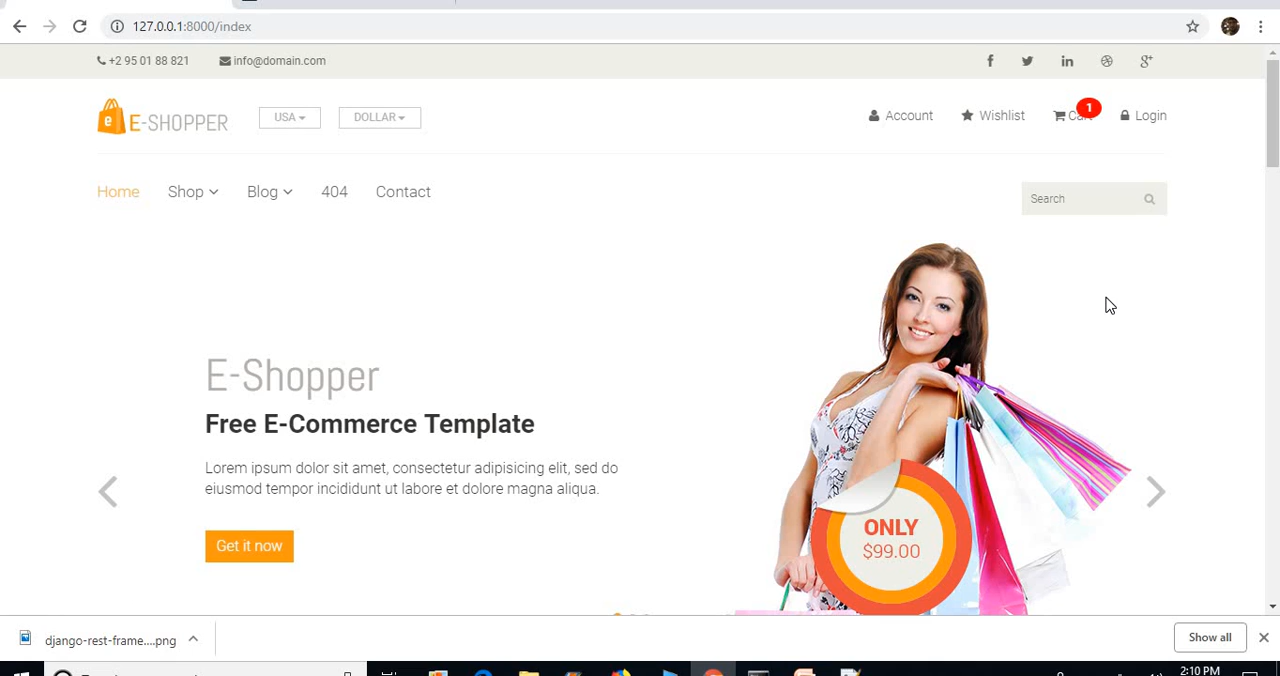 127.0.0.1:8000/index
+2 95 01 88 821 info@domain.com
E-SHOPPER USA DOLLAR Account Wishlist 1 Login
Home Shop Blog 404 Contact
Search
E-Shopper
Free E-Commerce Template
Lorem ipsum dolor sit amet, consectetur adipisicing elit, sed do
eiusmod tempor incididunt ut labore et dolore magna aliqua.
Get it now
ONLY
$99.00
django-rest-frame....png Show all
2:10 PM